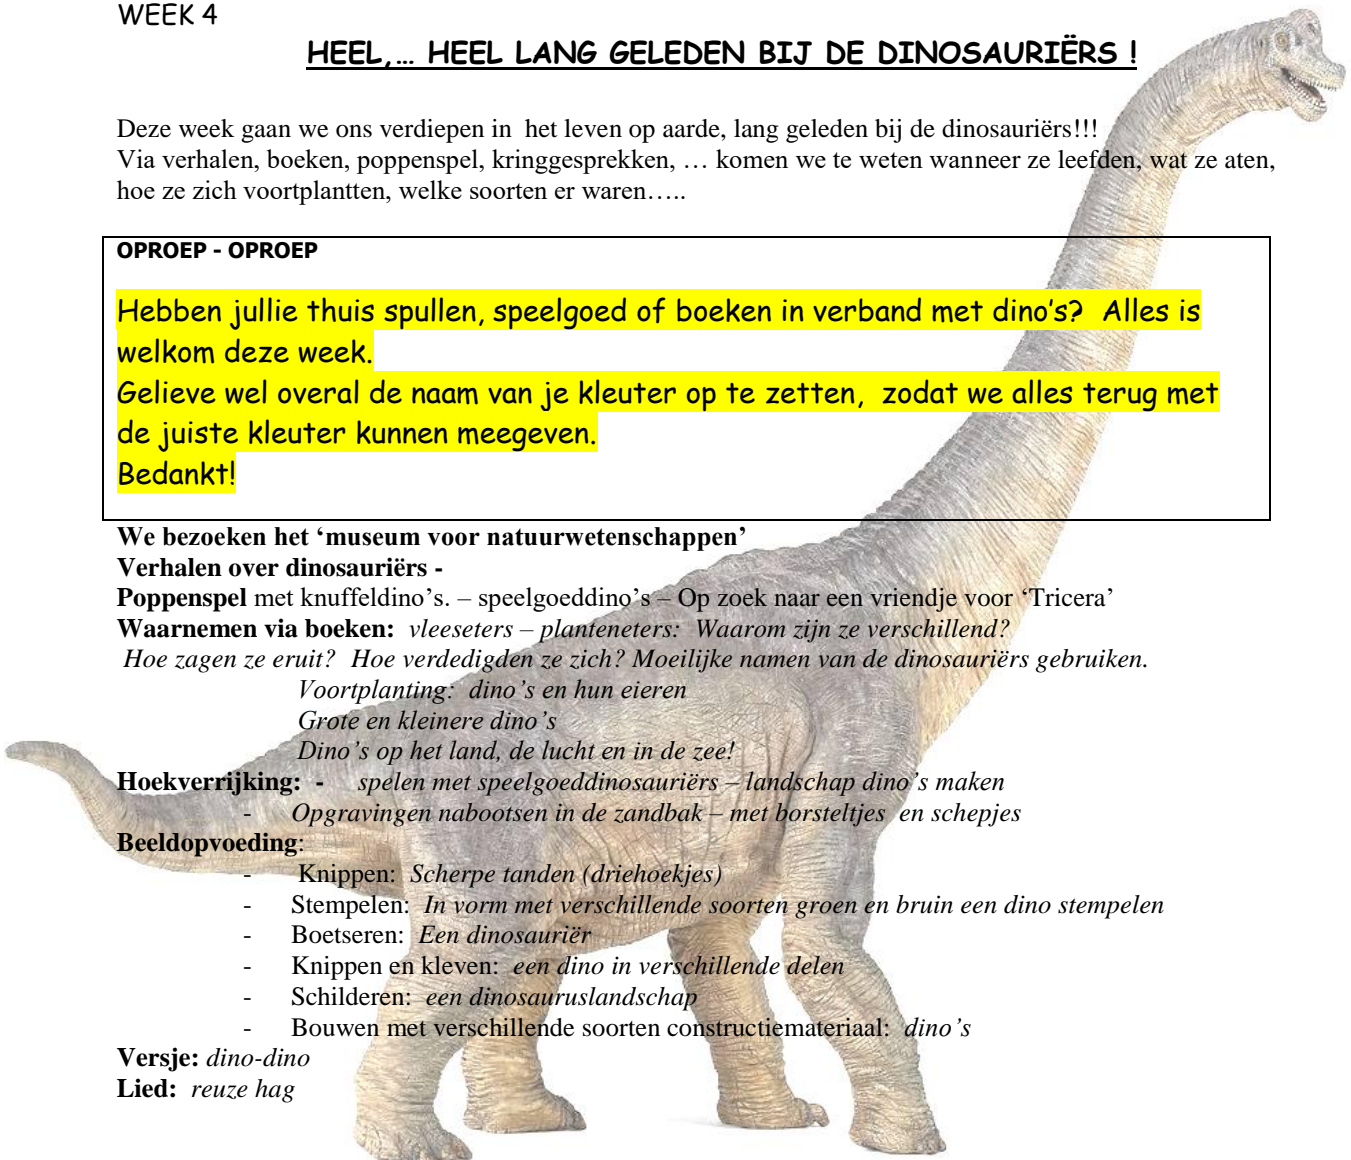 WEEK 4
HEEL,… HEEL LANG GELEDEN BIJ DE DINOSAURIËRS !
Deze week gaan we ons verdiepen in het leven op aarde, lang geleden bij de dinosauriërs!!!
Via verhalen, boeken, poppenspel, kringgesprekken, … komen we te weten wanneer ze leefden, wat ze aten,
hoe ze zich voortplantten, welke soorten er waren…..
OPROEP - OPROEP
Hebben jullie thuis spullen, speelgoed of boeken in verband met dino’s? Alles is
welkom deze week.
Gelieve wel overal de naam van je kleuter op te zetten, zodat we alles terug met
de juiste kleuter kunnen meegeven.
Bedankt!
We bezoeken het ‘museum voor natuurwetenschappen’
Verhalen over dinosauriërs -
Poppenspel met knuffeldino’s. – speelgoeddino’s – Op zoek naar een vriendje voor ‘Tricera’
Waarnemen via boeken: vleeseters – planteneters: Waarom zijn ze verschillend?
Hoe zagen ze eruit? Hoe verdedigden ze zich? Moeilijke namen van de dinosauriërs gebruiken.
Voortplanting: dino’s en hun eieren
Grote en kleinere dino’s
Dino’s op het land, de lucht en in de zee!
Hoekverrijking: - spelen met speelgoeddinosauriërs – landschap dino’s maken
- Opgravingen nabootsen in de zandbak – met borsteltjes en schepjes
Beeldopvoeding:
- Knippen: Scherpe tanden (driehoekjes)
- Stempelen: In vorm met verschillende soorten groen en bruin een dino stempelen
- Boetseren: Een dinosauriër
- Knippen en kleven: een dino in verschillende delen
- Schilderen: een dinosauruslandschap
- Bouwen met verschillende soorten constructiemateriaal: dino’s
Versje: dino-dino
Lied: reuze hag